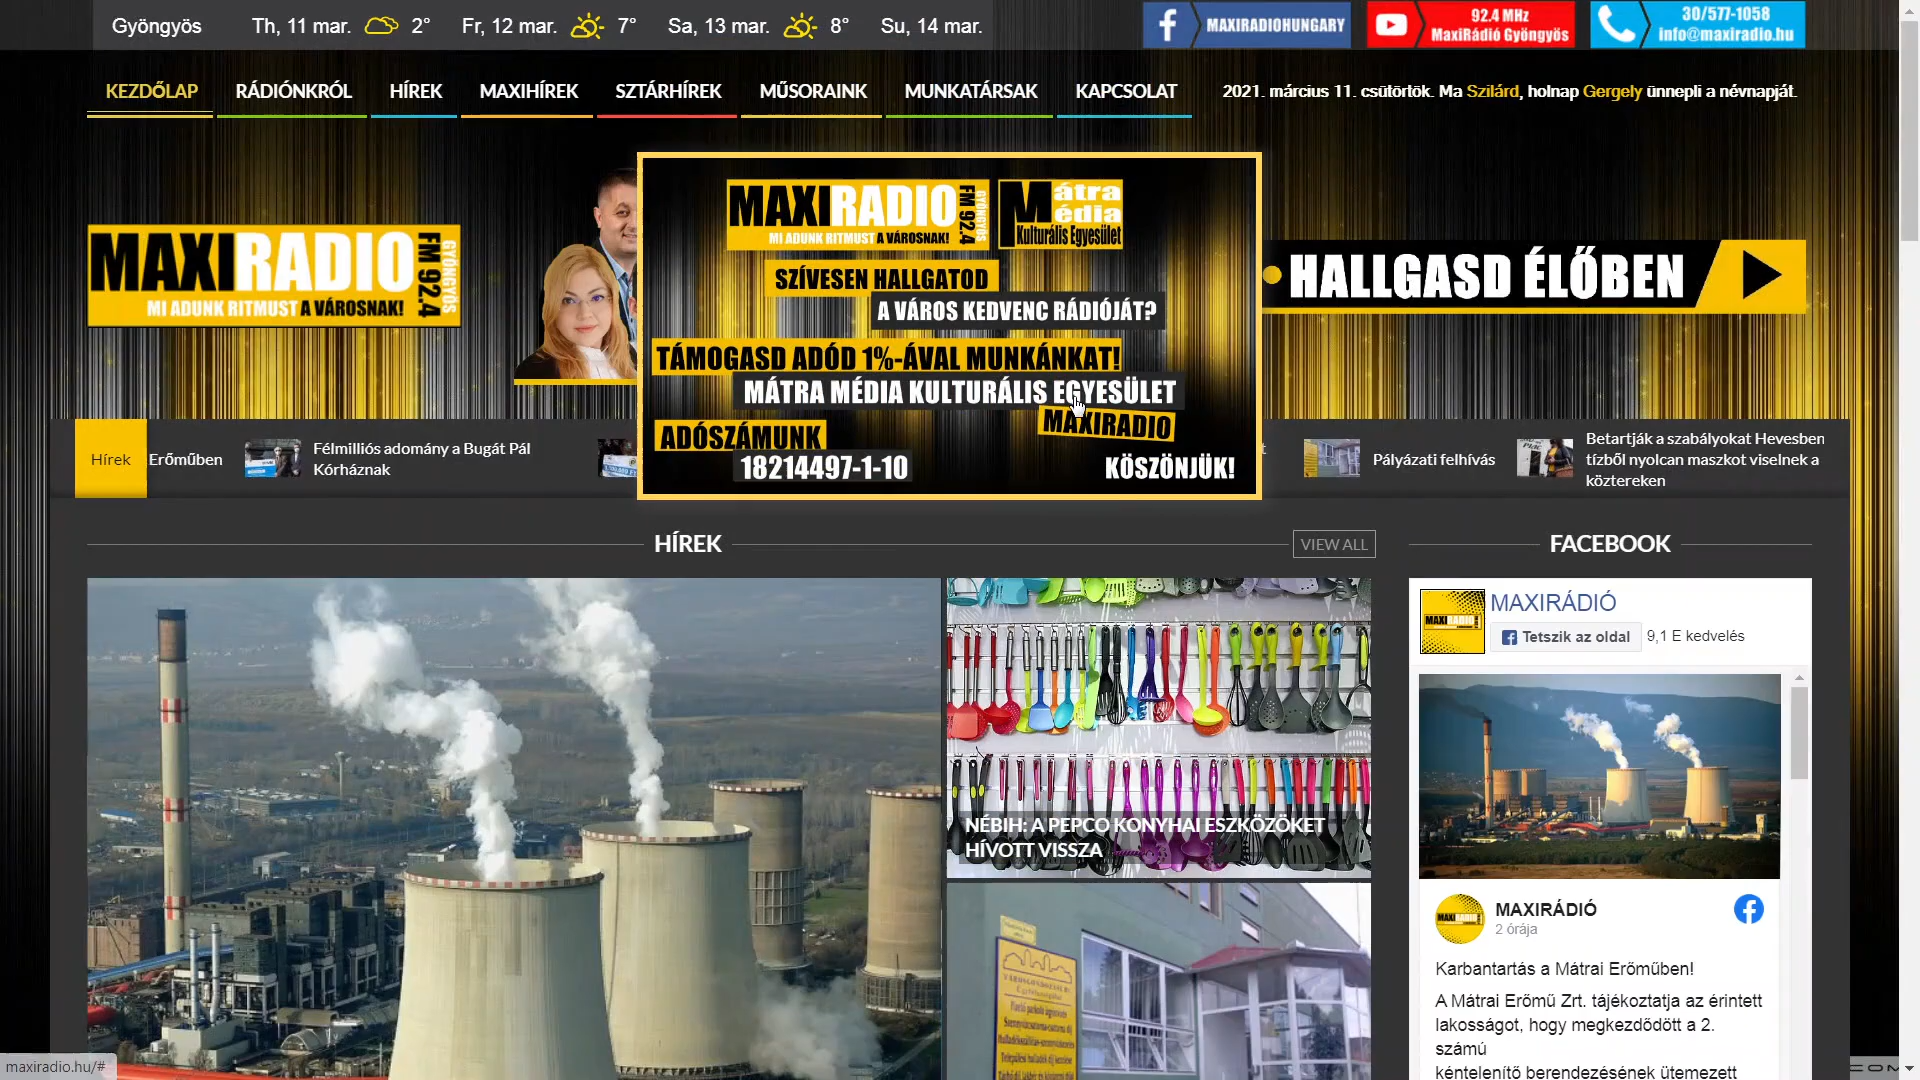 Gyöngyös
Th, 11 mar. 2°
Fr, 12 mar. 7°
Sa, 13 mar. 8°
Su, 14 mar.
MAXIRADIOHUNGARY
92.4 MHz
MaxiRádió Gyöngyös
30/577-1058
info@maxiradio.hu
KEZDŐLAP
RÁDIÓNKRÓL
HÍREK
MAXIHÍREK
SZTÁRHÍREK
MŰSORAINK
MUNKATÁRSAK
KAPCSOLAT
2021. március 11. csütörtök. Ma Szilárd, holnap Gergely ünnepli a névnapját.
MAXIRADIO
FM 92.4
GYÖNGYÖS
MI ADUNK RITMUST A VÁROSNAK!
MAXIRADIO
FM 92.4
GYÖNGYÖS
MI ADUNK RITMUST A VÁROSNAK!
Mátra
Média
Kulturális Egyesület
SZÍVESEN HALLGATOD
A VÁROS KEDVENC RÁDIÓJÁT?
TÁMOGASD ADÓD 1%-ÁVAL MUNKÁNKAT!
MÁTRA MÉDIA KULTURÁLIS EGYESÜLET
MAXIRADIO
ADÓSZÁMUNK
18214497-1-10
KÖSZÖNJÜK!
HALLGASD ÉLŐBEN
Hírek
Erőműben
Félmilliós adomány a Bugát Pál
Kórháznak
Pályázati felhívás
Betartják a szabályokat Hevesben
tízből nyolcan maszkot viselnek a
köztereken
HÍREK
VIEW ALL
FACEBOOK
NÉBIH: A PEPCO KONYHAI ESZKÖZÖKET
HÍVOTT VISSZA
MAXIRÁDIÓ
Tetszik az oldal
9,1 E kedvelés
MAXIRÁDIÓ
2 órája
Karbantartás a Mátrai Erőműben!
A Mátrai Erőmű Zrt. tájékoztatja az érintett
lakosságot, hogy megkezdődött a 2.
számú
kéntelenítő berendezésének ütemezett
maxiradio.hu/#